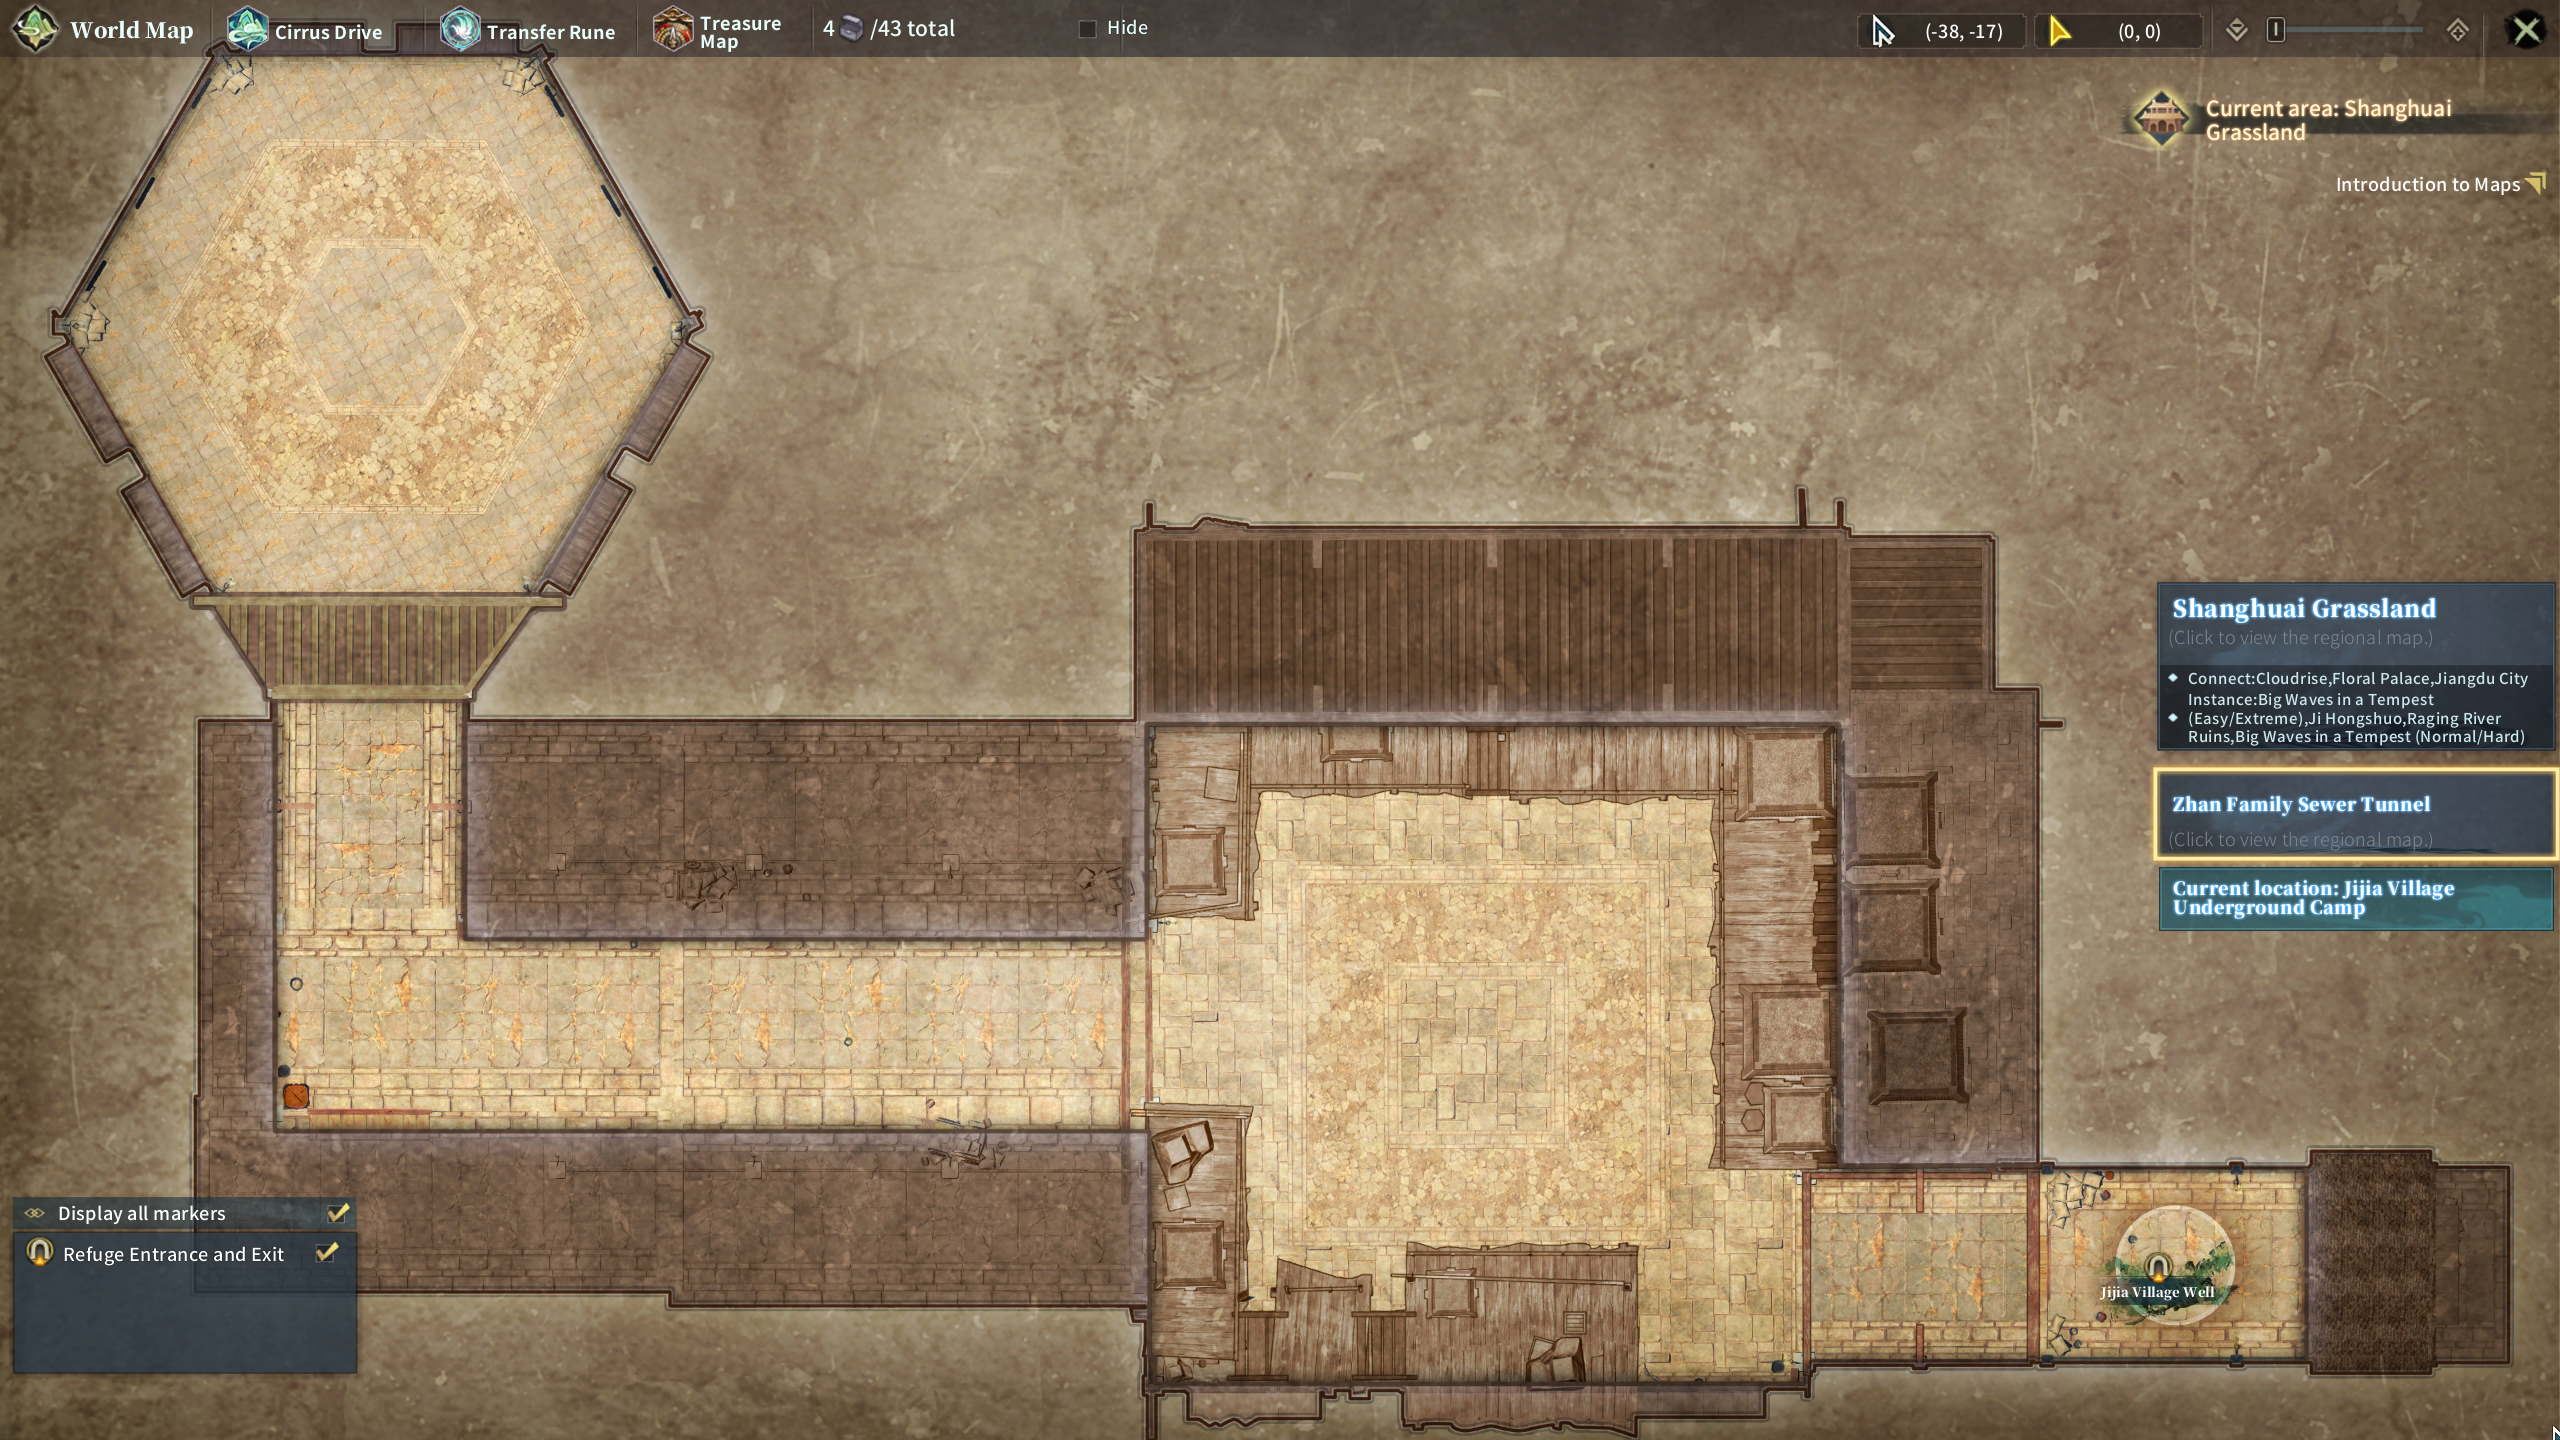 World Map
Cirrus Drive
Transfer Rune
Treasure
Map
4 /43 total
Hide
(-38, -17)
(0, 0)
Current area: Shanghuai
Grassland
Introduction to Maps
Shanghuai Grassland
(Click to view the regional map.)
Connect:Cloudrise,Floral Palace,Jiangdu City
Instance:Big Waves in a Tempest
(Easy/Extreme),Ji Hongshuo,Raging River
Ruins,Big Waves in a Tempest (Normal/Hard)
Zhan Family Sewer Tunnel
(Click to view the regional map.)
Current location: Jijia Village
Underground Camp
Display all markers
Refuge Entrance and Exit
Jijia Village Well